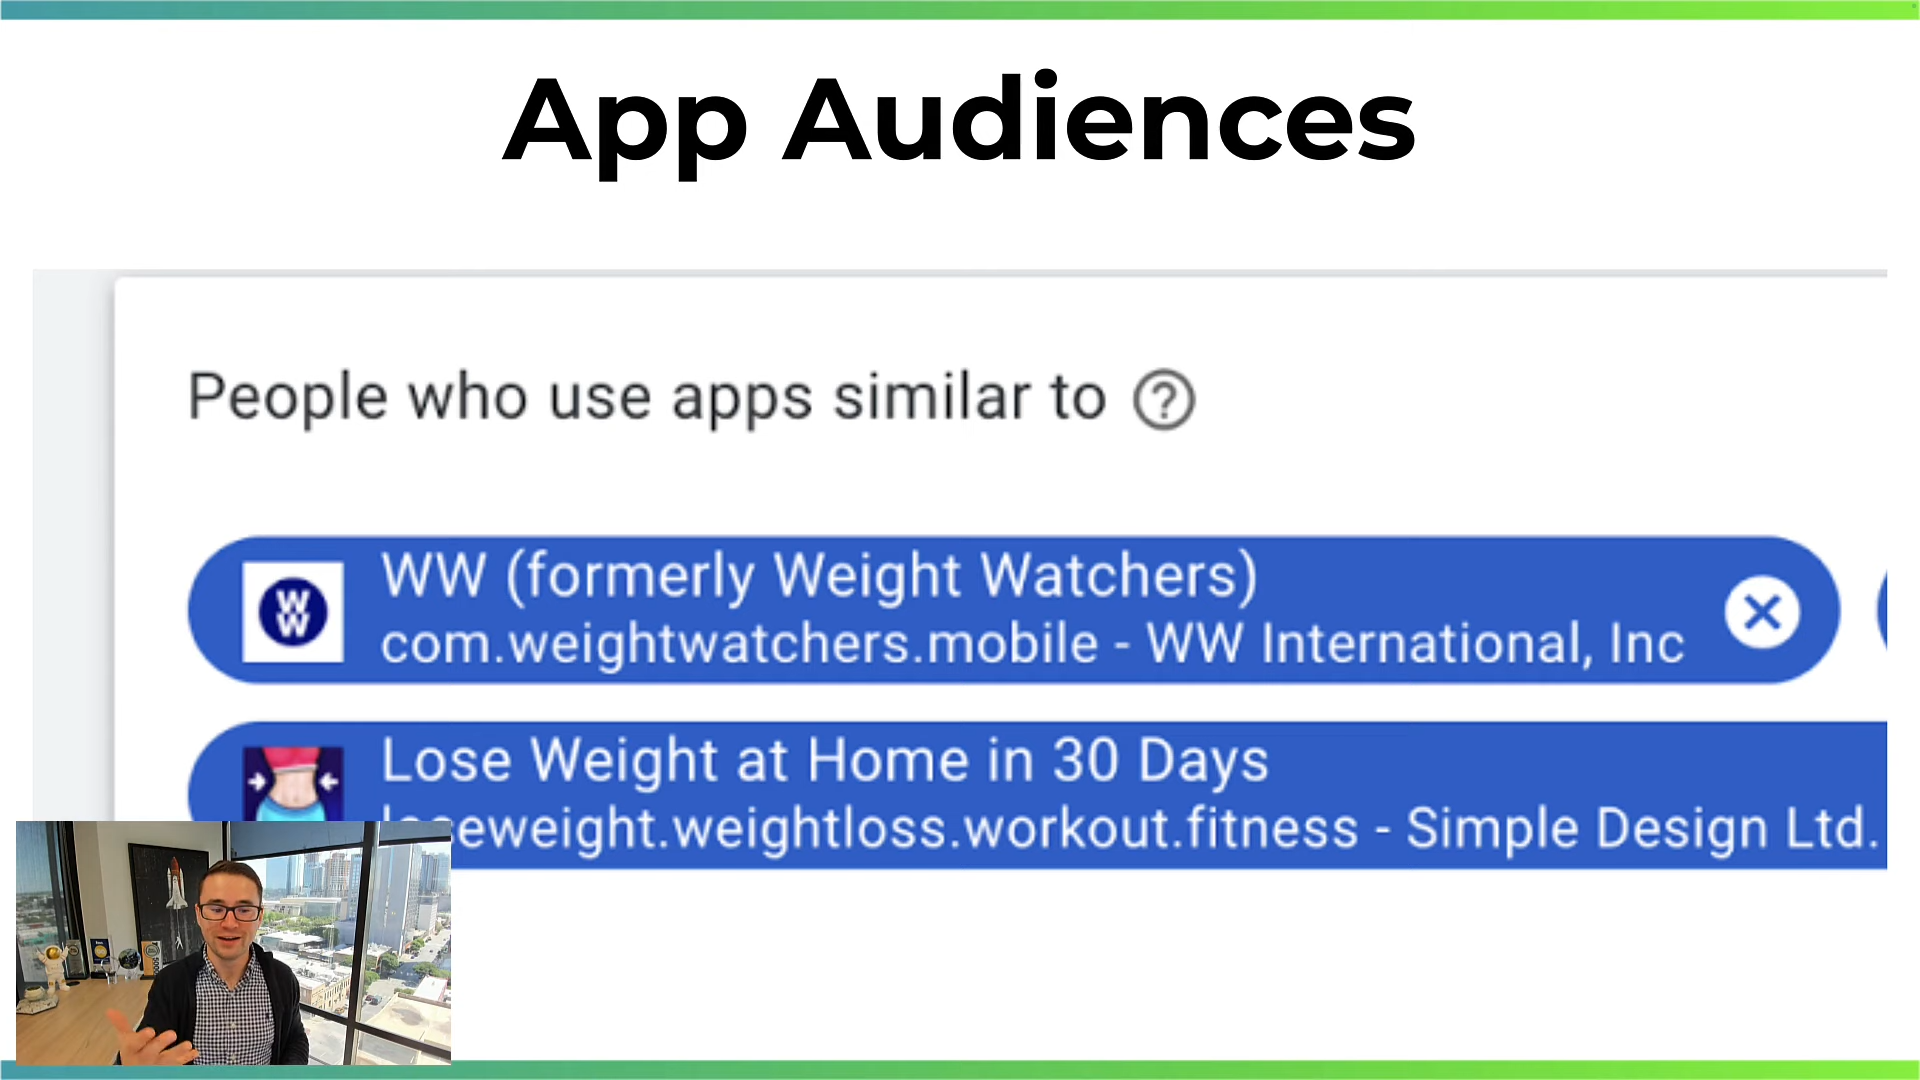 App Audiences
People who use apps similar to ?
W
W
WW (formerly Weight Watchers)
com.weightwatchers.mobile - WW International, Inc
Lose Weight at Home in 30 Days
loseweight.weightloss.workout.fitness - Simple Design Ltd.